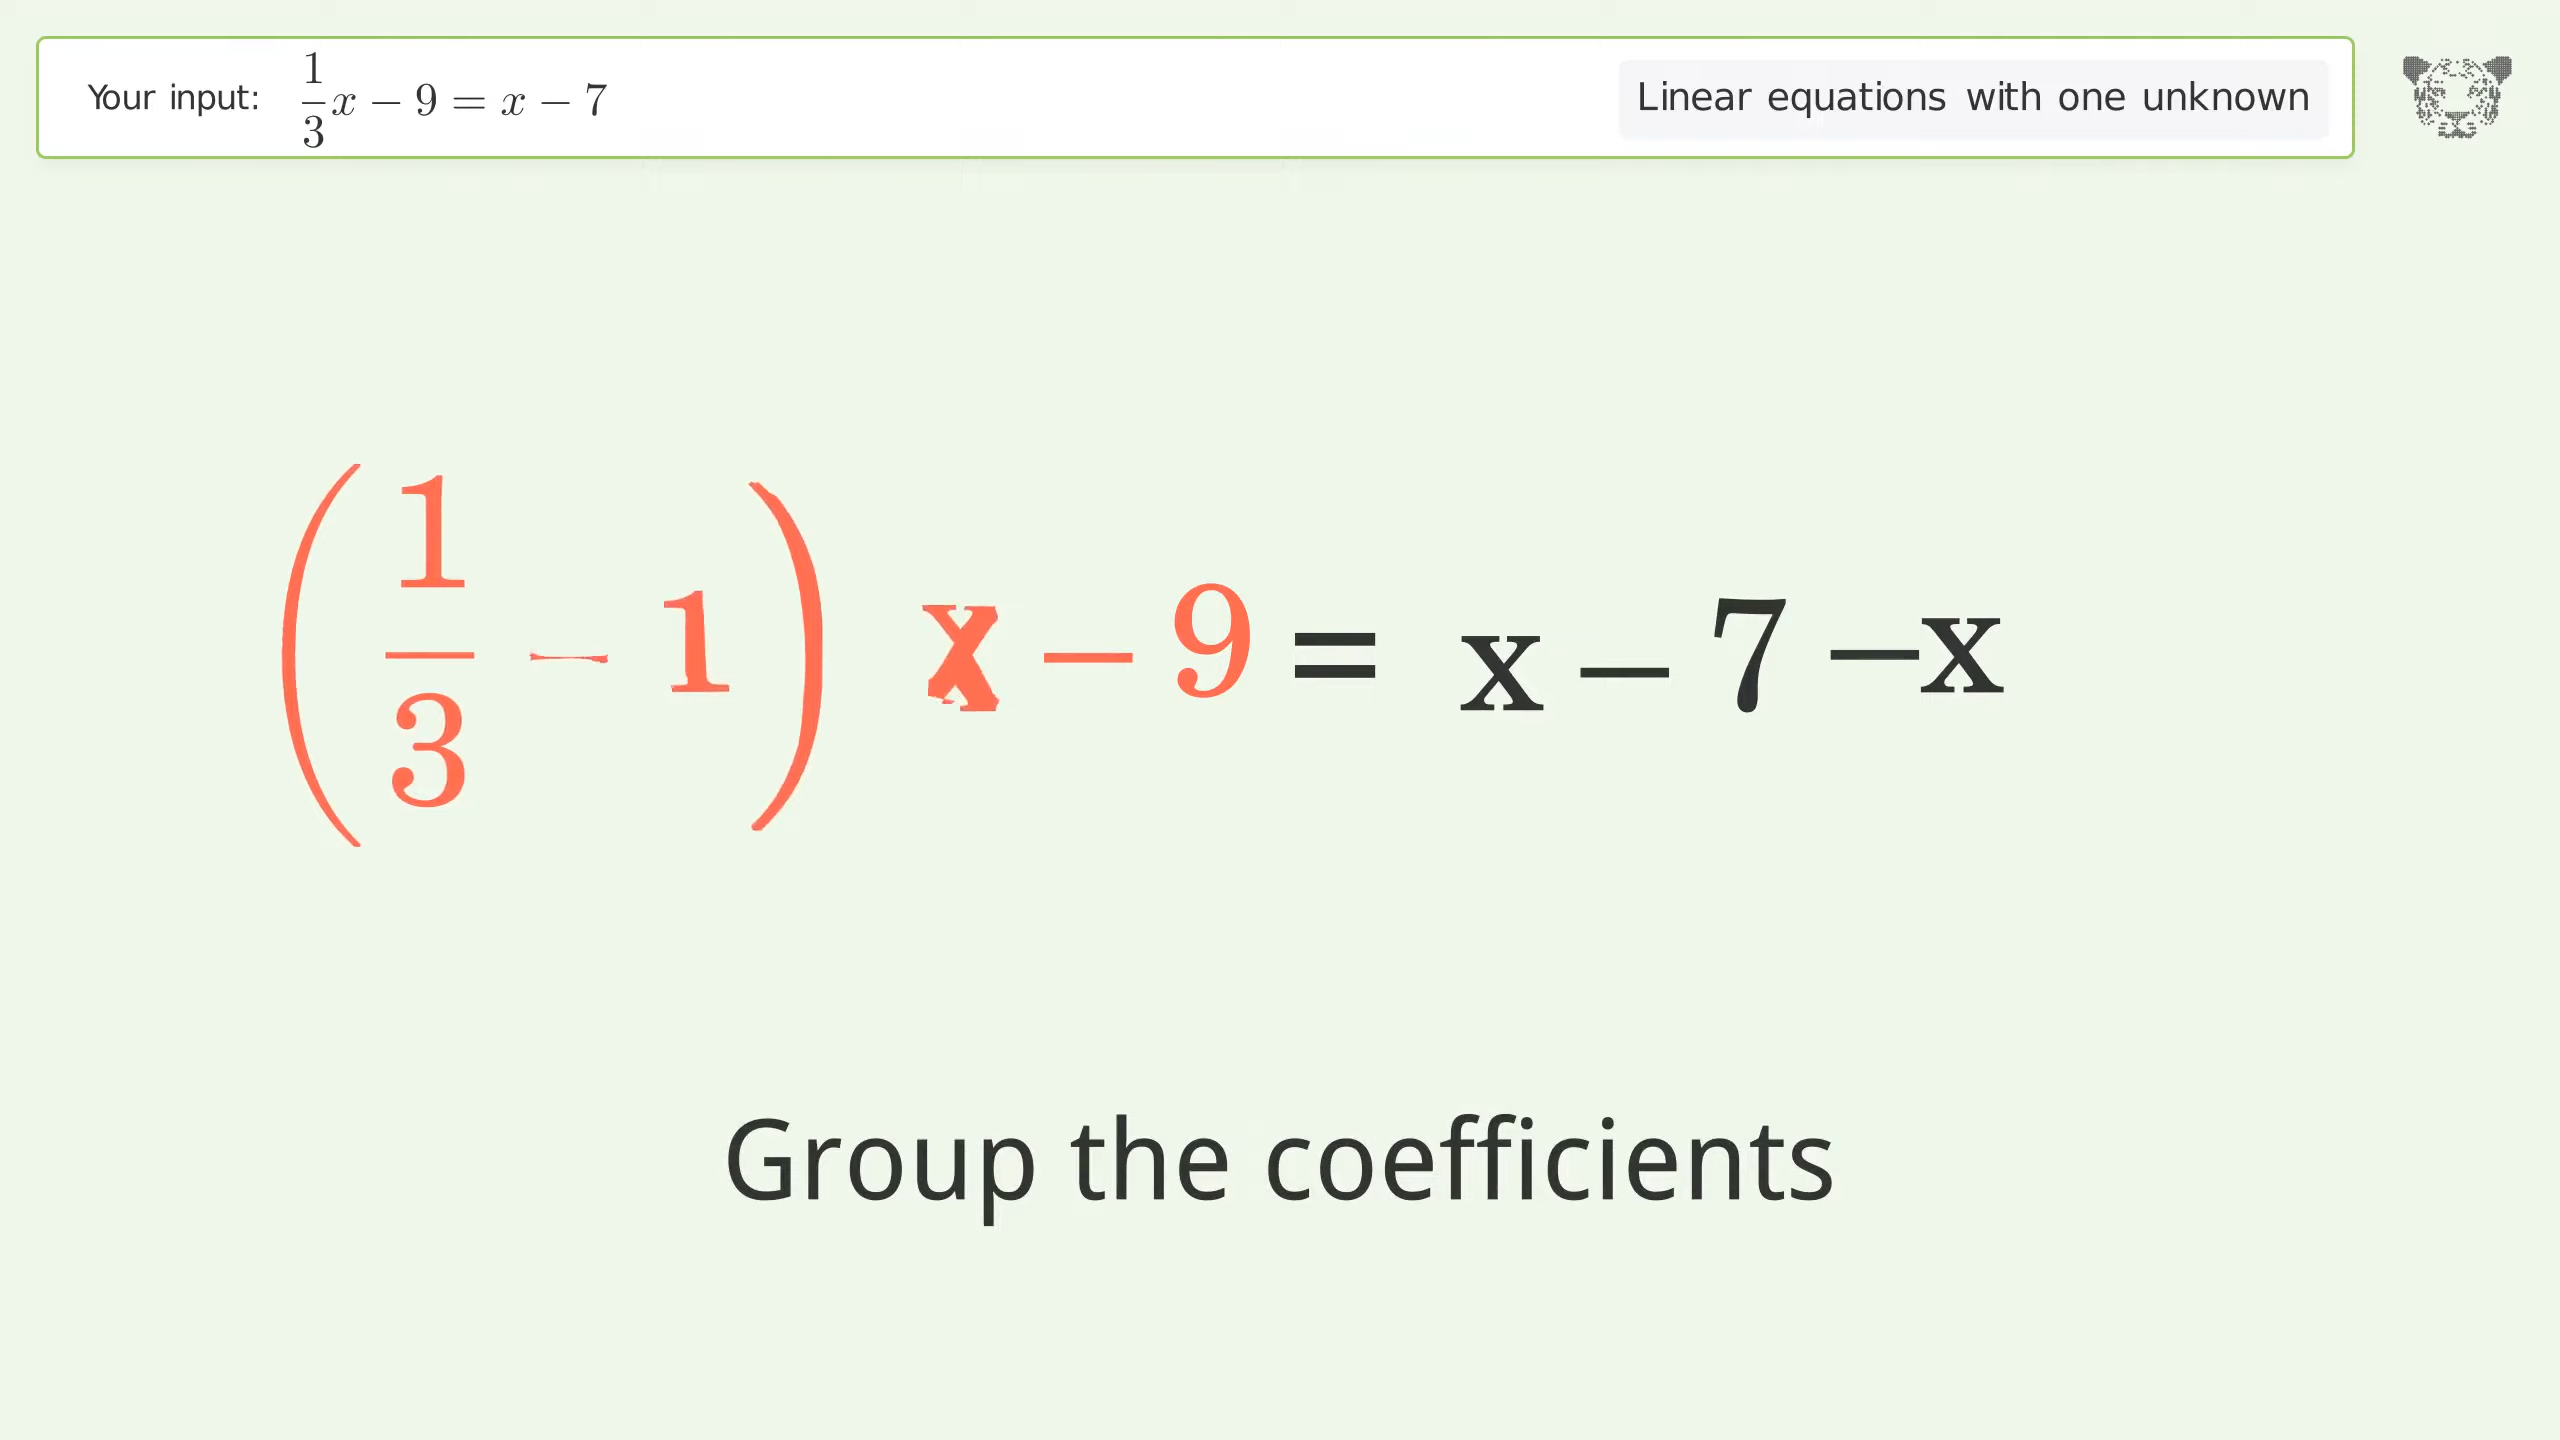 Your input: 1/3x − 9 = x − 7
Linear equations with one unknown
(1/3 − 1) x − 9 = x − 7 − x
Group the coefficients